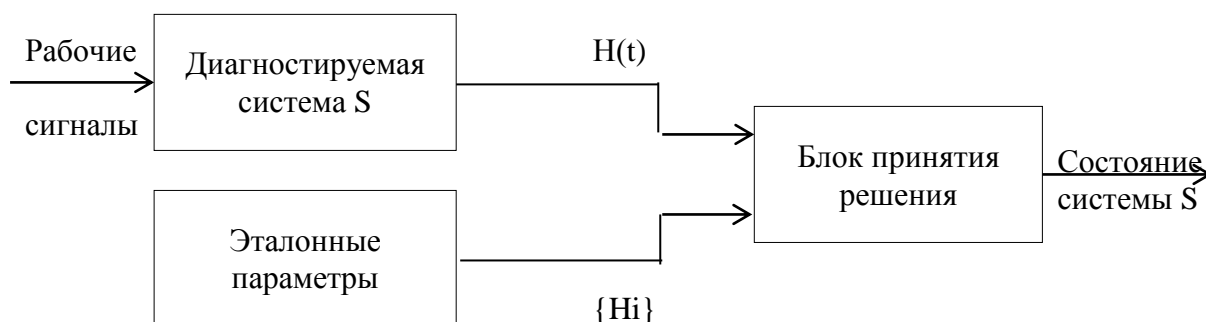 Рабочие
сигналы
Диагностируемая
система S
H(t)
Блок принятия
решения
Состояние
системы S
Эталонные
параметры
{Hi}